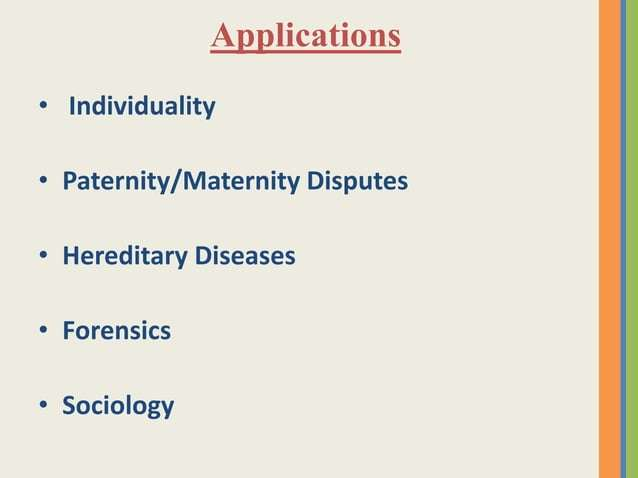 Applications
• Individuality
• Paternity/Maternity Disputes
• Hereditary Diseases
• Forensics
• Sociology